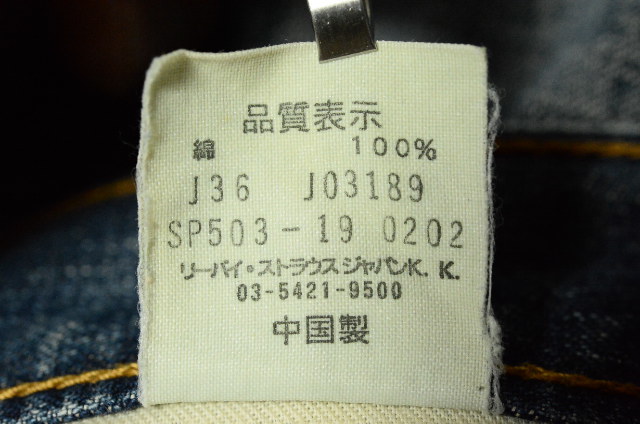 品質表示
綿 100%
J36 J03189
SP503-19 0202
リーバイ・ストラウスジャパンK.K.
03-5421-9500
中国製